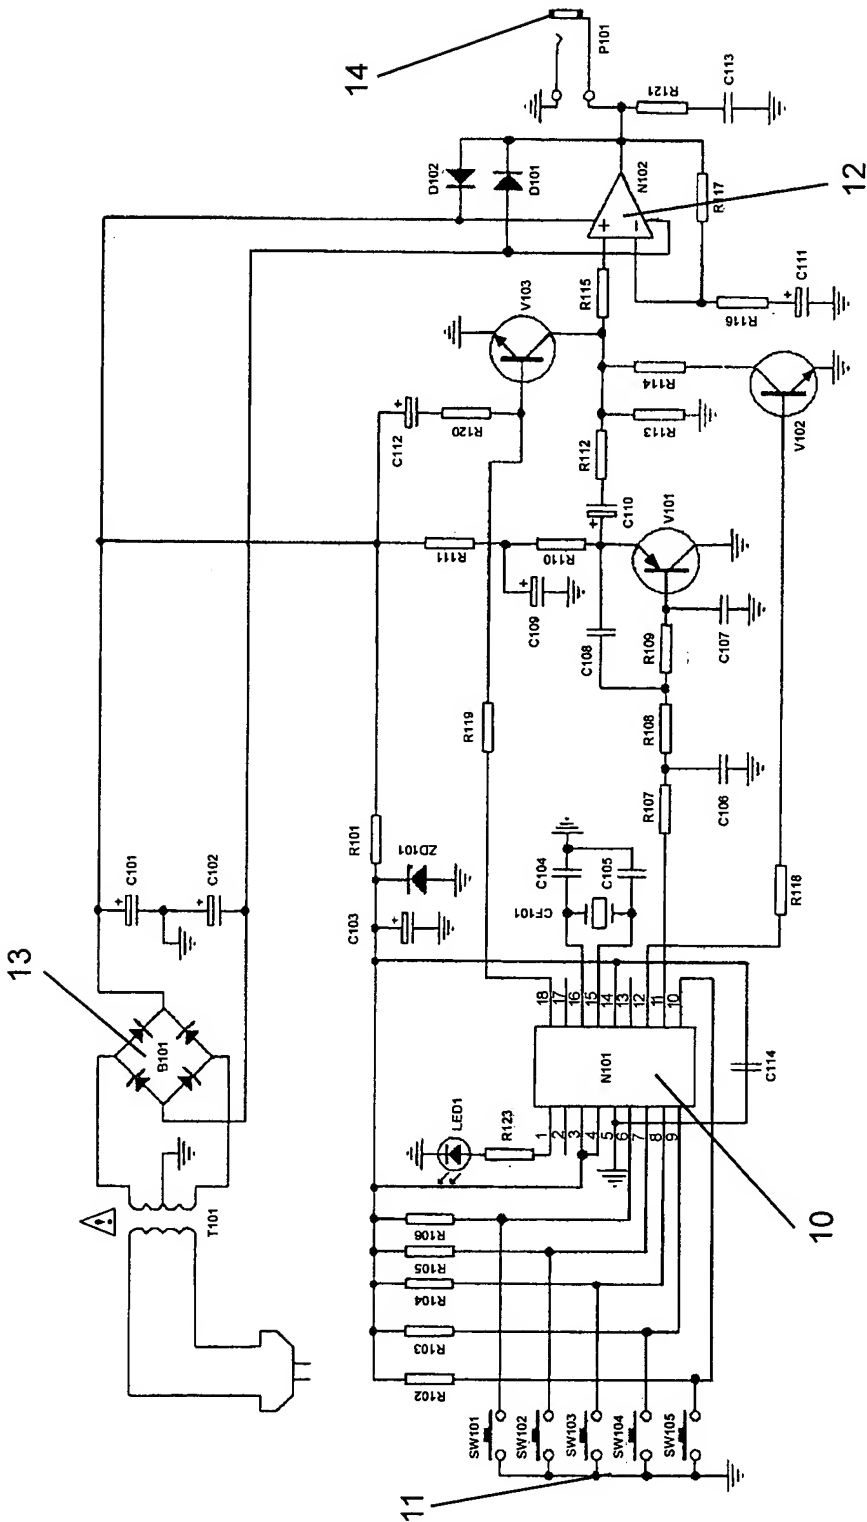 14
P101
R121
C113
D102
D101
N102
+
−
12
R117
R116
+
C111
R115
V103
R114
V102
R113
R112
R120
+
C112
C110
+
V101
R111
R110
+
C109
C108
R109
C107
R119
R108
R107
C106
R101
ZD101
C103
+
C104
C105
CF101
R118
13
+
C101
+
C102
B101
T101
18
17
16
15
14
13
12
11
10
N101
1
2
3
4
5
6
7
8
9
C114
10
LED1
R123
R106
R105
R104
R103
R102
SW101
SW102
SW103
SW104
SW105
11